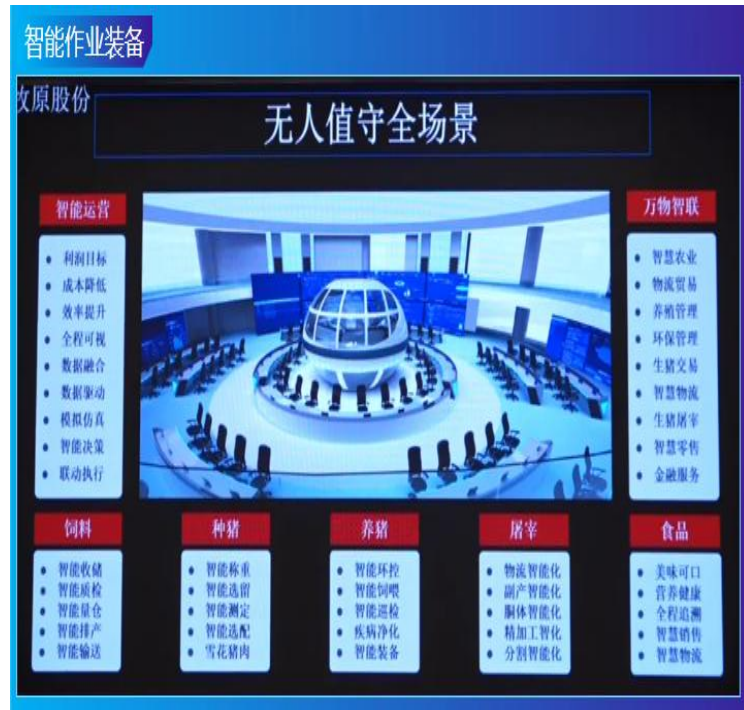 智能作业装备
牧原股份
无人值守全场景
智能运营
利润目标
成本降低
效率提升
全程可视
数据融合
数据驱动
模拟仿真
智能决策
联动执行
万物智联
智慧农业
物流贸易
养殖管理
环保管理
生猪交易
智慧物流
生猪屠宰
智慧零售
金融服务
饲料
智能收储
智能质检
智能量仓
智能排产
智能输送
种猪
智能称重
智能选留
智能测定
智能选配
雪花猪肉
养猪
智能环控
智能饲喂
智能巡检
疾病净化
智能装备
屠宰
物流智能化
副产智能化
胴体智能化
精加工智化
分割智能化
食品
美味可口
营养健康
全程追溯
智慧销售
智慧物流